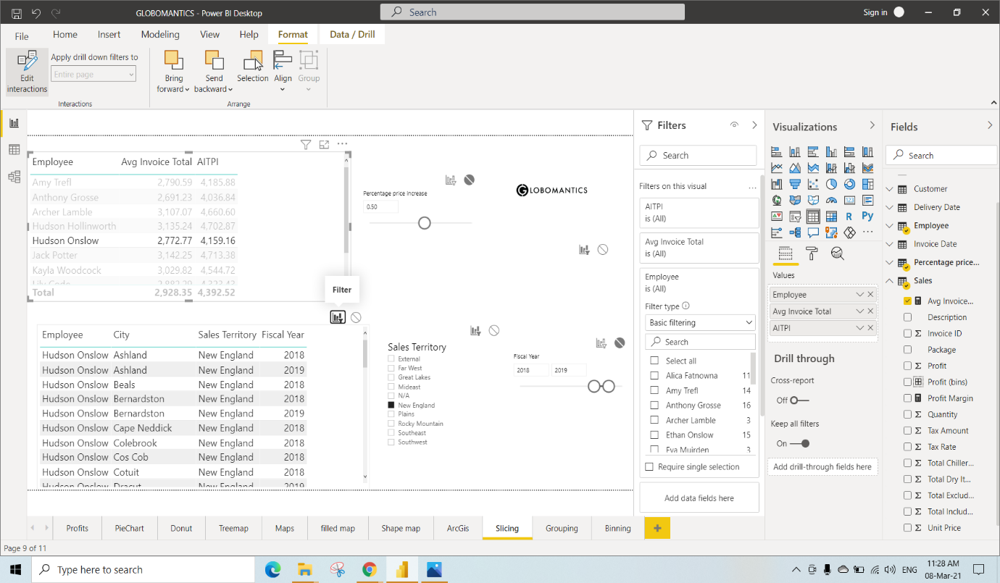 GLOBOMANTICS - Power BI Desktop
Search
Sign in
File
Home
Insert
Modeling
View
Help
Format
Data / Drill
Edit interactions
Apply drill down filters to
Entire page
Interactions
Bring forward
Send backward
Selection
Align
Group
Arrange
Employee Avg Invoice Total AITPI
Amy Trefl 2,790.59 4,185.88
Anthony Grosse 2,691.23 4,036.84
Archer Lamble 3,107.07 4,660.60
Hudson Hollinworth 3,135.24 4,702.87
Hudson Onslow 2,772.77 4,159.16
Jack Potter 3,142.25 4,713.38
Kayla Woodcock 3,029.82 4,544.72
Total 2,928.35 4,392.52
Filter
Percentage price increase
0.50
GLOBOMANTICS
Employee City Sales Territory Fiscal Year
Hudson Onslow Ashland New England 2018
Hudson Onslow Ashland New England 2019
Hudson Onslow Beals New England 2018
Hudson Onslow Bernardston New England 2018
Hudson Onslow Bernardston New England 2019
Hudson Onslow Cape Neddick New England 2018
Hudson Onslow Colebrook New England 2018
Hudson Onslow Cos Cob New England 2018
Hudson Onslow Cotuit New England 2018
Hudson Onslow Dracut New England 2019
Sales Territory
External
Far West
Great Lakes
Mideast
N/A
New England
Plains
Rocky Mountain
Southeast
Southwest
Fiscal Year
2018 2019
Filters
Search
Filters on this visual
AITPI
is (All)
Avg Invoice Total
is (All)
Employee
is (All)
Filter type
Basic filtering
Search
Select all
Alica Fatnowna 11
Amy Trefl 14
Anthony Grosse 16
Archer Lamble 3
Ethan Onslow 15
Eva Muirden 3
Require single selection
Add data fields here
Visualizations
R
Py
123
Values
Employee
Avg Invoice Total
AITPI
Drill through
Cross-report
Off
Keep all filters
On
Add drill-through fields here
Fields
Search
Customer
Delivery Date
Employee
Invoice Date
Percentage price...
Sales
Avg Invoice...
Description
Invoice ID
Package
Profit
Profit (bins)
Profit Margin
Quantity
Tax Amount
Tax Rate
Total Chiller...
Total Dry It...
Total Exclud...
Total Includ...
Unit Price
Profits
PieChart
Donut
Treemap
Maps
filled map
Shape map
ArcGis
Slicing
Grouping
Binning
Page 9 of 11
Type here to search
ENG
11:28 AM
08-Mar-21